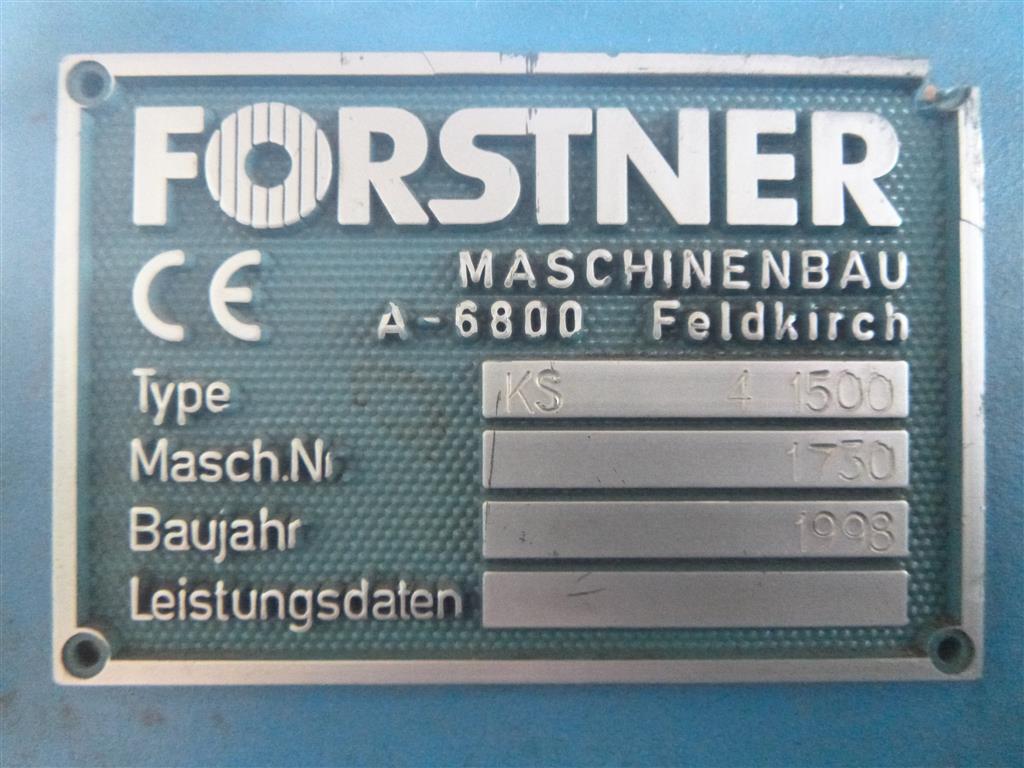 FORSTNER
CE MASCHINENBAU
A-6800 Feldkirch
Type KS 4 1500
Masch.Nr 1730
Baujahr 1998
Leistungsdaten